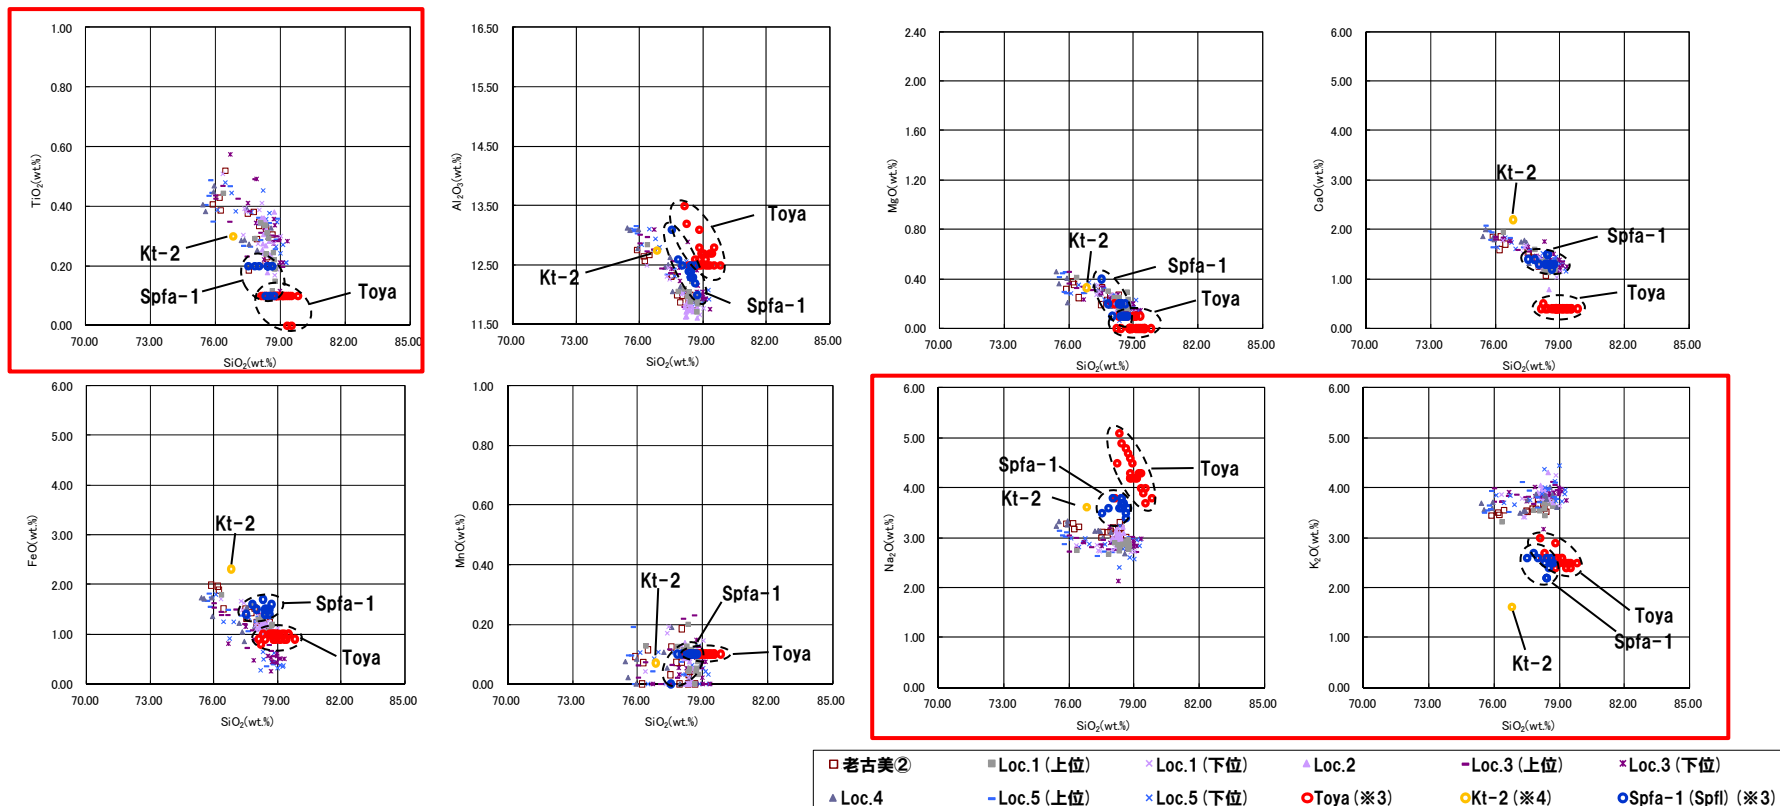 1.00
0.80
0.60
0.40
0.20
0.00
TiO2(wt.%)
Kt-2
Spfa-1
Toya
70.00 73.00 76.00 79.00 82.00 85.00
SiO2(wt.%)
16.50
15.50
14.50
13.50
12.50
11.50
Al2O3(wt.%)
Toya
Kt-2
Spfa-1
70.00 73.00 76.00 79.00 82.00 85.00
SiO2(wt.%)
2.40
2.00
1.60
1.20
0.80
0.40
0.00
MgO(wt.%)
Kt-2
Spfa-1
Toya
70.00 73.00 76.00 79.00 82.00 85.00
SiO2(wt.%)
6.00
5.00
4.00
3.00
2.00
1.00
0.00
CaO(wt.%)
Kt-2
Spfa-1
Toya
70.00 73.00 76.00 79.00 82.00 85.00
SiO2(wt.%)
6.00
5.00
4.00
3.00
2.00
1.00
0.00
FeO(wt.%)
Kt-2
Spfa-1
Toya
70.00 73.00 76.00 79.00 82.00 85.00
SiO2(wt.%)
1.00
0.80
0.60
0.40
0.20
0.00
MnO(wt.%)
Kt-2
Spfa-1
Toya
70.00 73.00 76.00 79.00 82.00 85.00
SiO2(wt.%)
6.00
5.00
4.00
3.00
2.00
1.00
0.00
Na2O(wt.%)
Spfa-1
Toya
Kt-2
70.00 73.00 76.00 79.00 82.00 85.00
SiO2(wt.%)
6.00
5.00
4.00
3.00
2.00
1.00
0.00
K2O(wt.%)
Toya
Spfa-1
Kt-2
70.00 73.00 76.00 79.00 82.00 85.00
SiO2(wt.%)
老古美② Loc.1 (上位) Loc.1 (下位) Loc.2 Loc.3 (上位) Loc.3 (下位)
Loc.4 Loc.5 (上位) Loc.5 (下位) Toya (※3) Kt-2 (※4) Spfa-1 (Spfl) (※3)